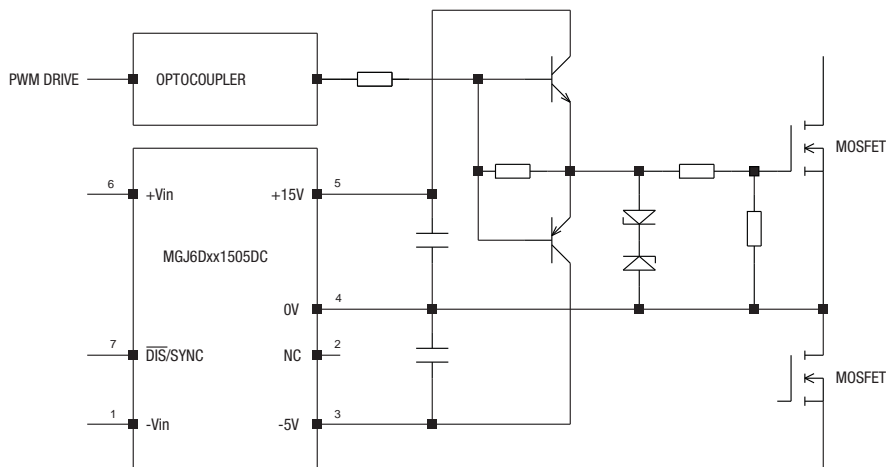 PWM DRIVE
OPTOCOUPLER
MOSFET
6
+Vin
+15V
5
MGJ6Dxx1505DC
0V
4
7
DIS/SYNC
NC
2
MOSFET
1
-Vin
-5V
3